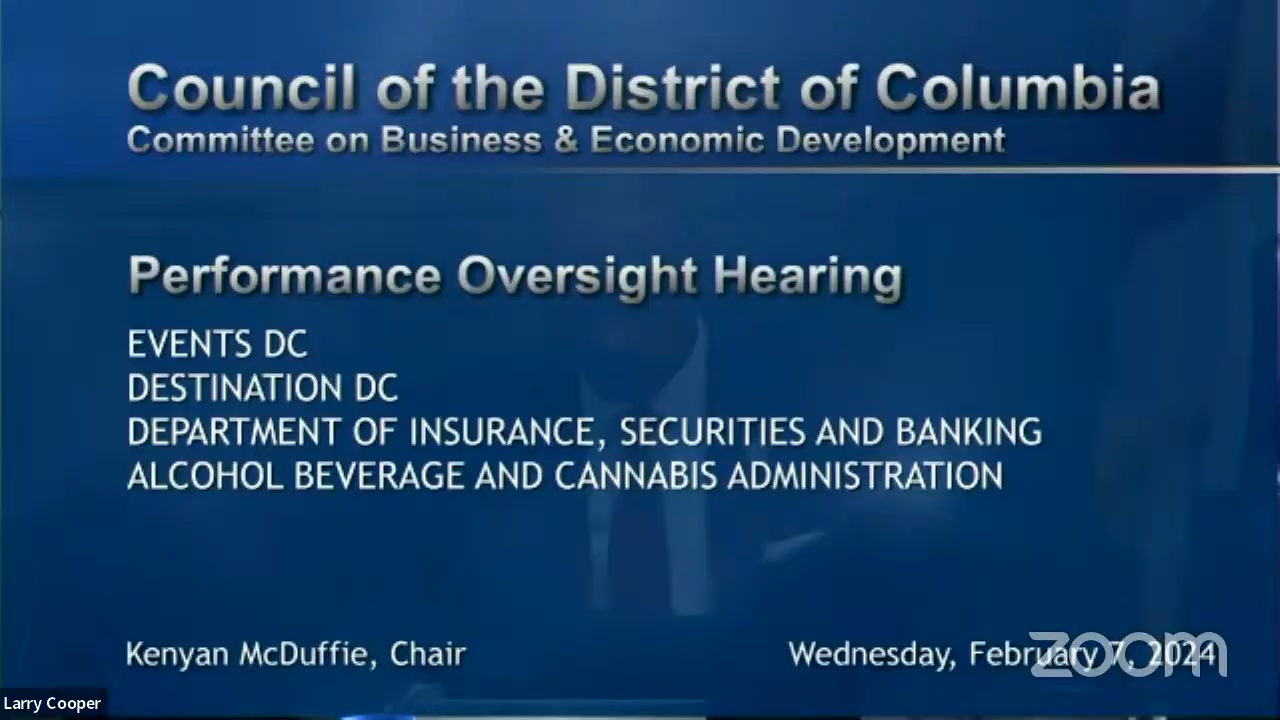 Council of the District of Columbia
Committee on Business & Economic Development
Performance Oversight Hearing
EVENTS DC
DESTINATION DC
DEPARTMENT OF INSURANCE, SECURITIES AND BANKING
ALCOHOL BEVERAGE AND CANNABIS ADMINISTRATION
Kenyan McDuffie, Chair
Wednesday, February 7, 2024
zoom
Larry Cooper